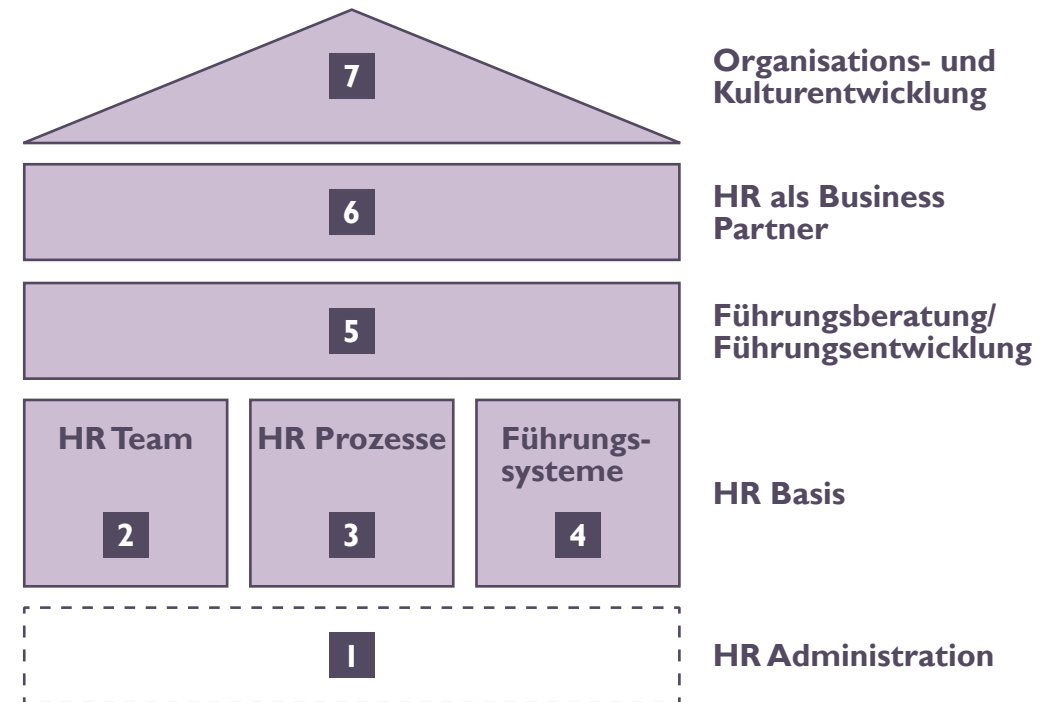 7
Organisations- und
Kulturentwicklung
6
HR als Business
Partner
5
Führungsberatung/
Führungsentwicklung
HR Team
HR Prozesse
Führungs-
systeme
2
3
4
HR Basis
1
HR Administration